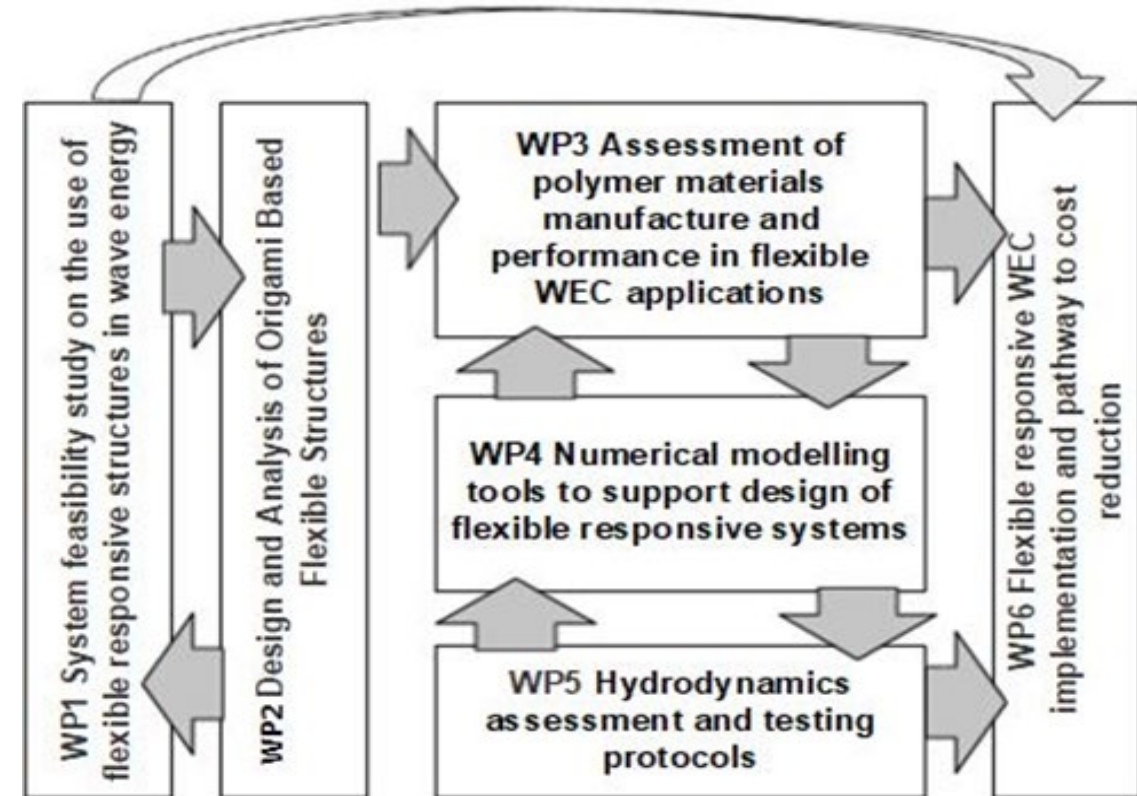 WP1 System feasibility study on the use of
flexible responsive structures in wave energy
WP2 Design and Analysis of Origami Based
Flexible Structures
WP3 Assessment of
polymer materials
manufacture and
performance in flexible
WEC applications
WP4 Numerical modelling
tools to support design of
flexible responsive systems
WP5 Hydrodynamics
assessment and testing
protocols
WP6 Flexible responsive WEC
implementation and pathway to cost
reduction